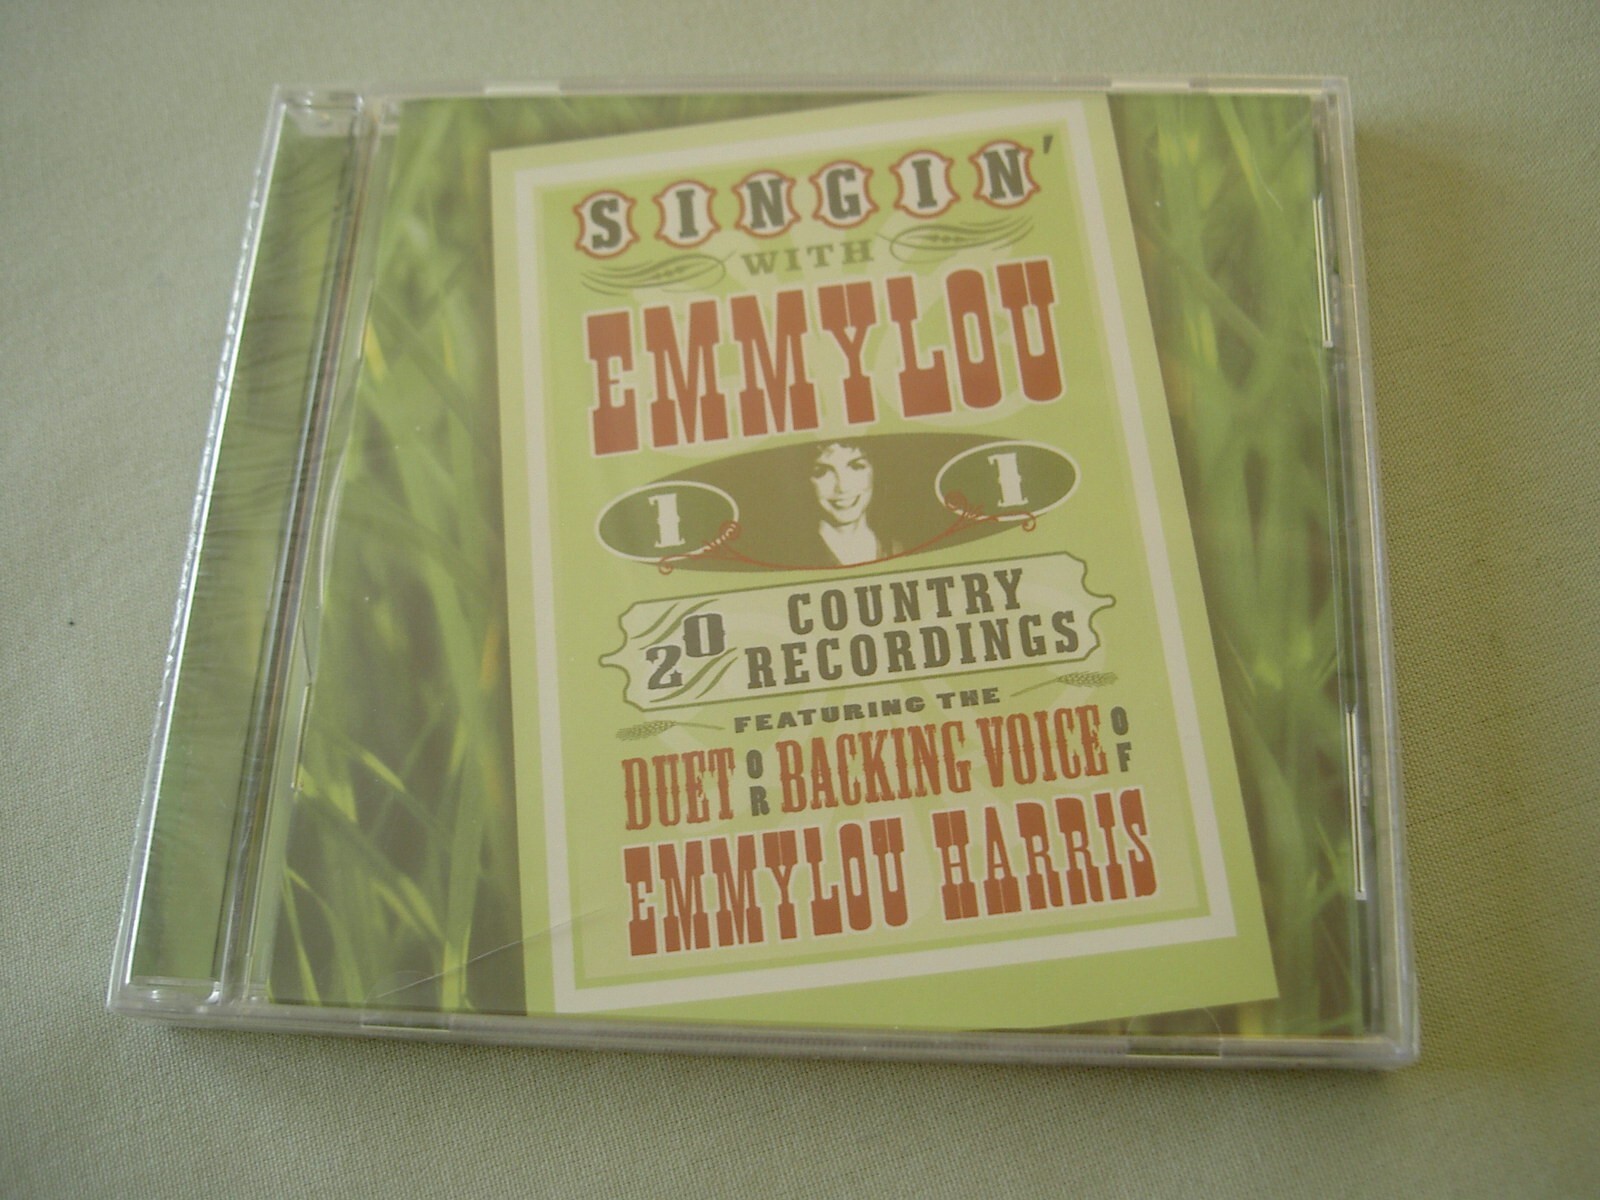 SINGIN'
WITH
EMMYLOU
1 1
20 COUNTRY
RECORDINGS
FEATURING THE
DUET OR BACKING VOICE OF
EMMYLOU HARRIS